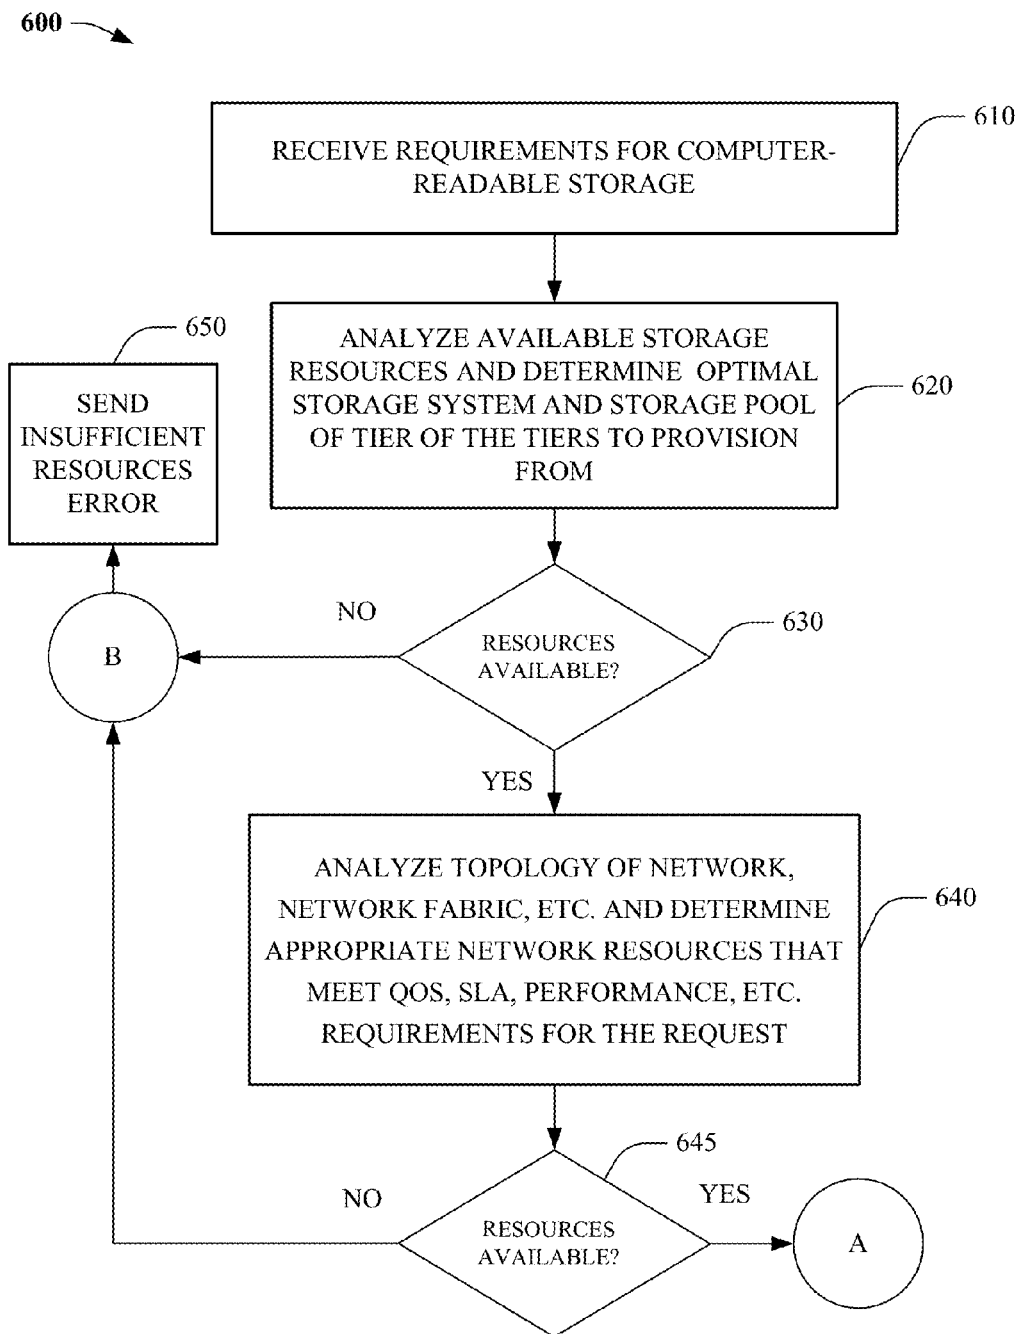 600
RECEIVE REQUIREMENTS FOR COMPUTER-
READABLE STORAGE
610
ANALYZE AVAILABLE STORAGE
RESOURCES AND DETERMINE OPTIMAL
STORAGE SYSTEM AND STORAGE POOL
OF TIER OF THE TIERS TO PROVISION
FROM
620
650
SEND
INSUFFICIENT
RESOURCES
ERROR
B
NO
RESOURCES
AVAILABLE?
630
YES
ANALYZE TOPOLOGY OF NETWORK,
NETWORK FABRIC, ETC. AND DETERMINE
APPROPRIATE NETWORK RESOURCES THAT
MEET QOS, SLA, PERFORMANCE, ETC.
REQUIREMENTS FOR THE REQUEST
640
645
NO
RESOURCES
AVAILABLE?
YES
A